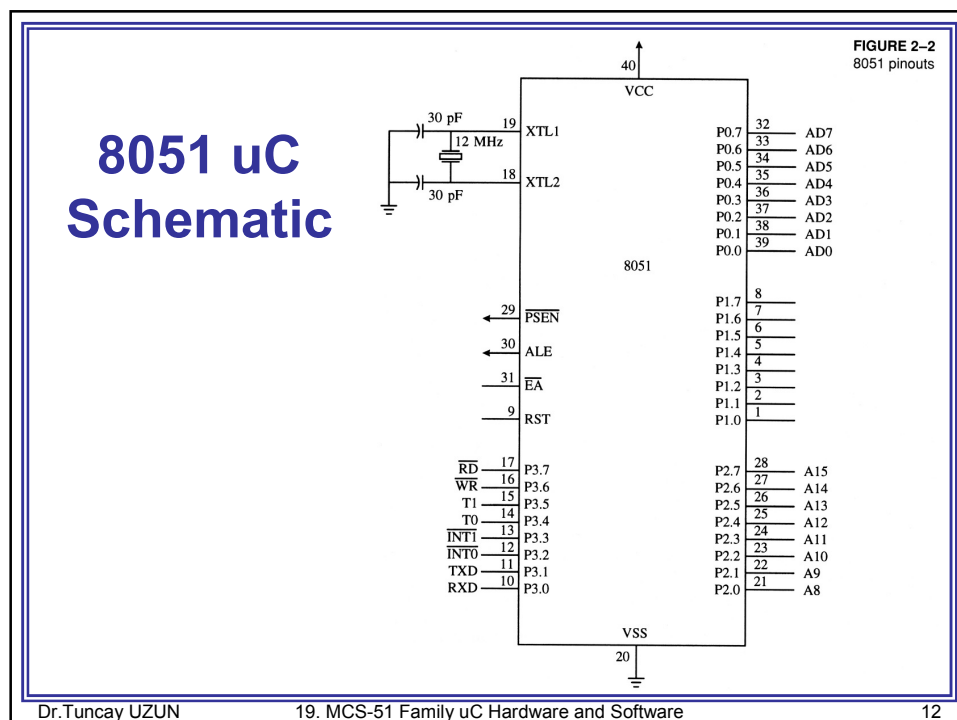 FIGURE 2–2
8051 pinouts
8051 uC
Schematic
40
VCC
30 pF
19 XTL1
12 MHz
18 XTL2
30 pF
P0.7 32 AD7
P0.6 33 AD6
P0.5 34 AD5
P0.4 35 AD4
P0.3 36 AD3
P0.2 37 AD2
P0.1 38 AD1
P0.0 39 AD0
8051
29 PSEN
30 ALE
31 EA
9 RST
P1.7 8
P1.6 7
P1.5 6
P1.4 5
P1.3 4
P1.2 3
P1.1 2
P1.0 1
RD 17 P3.7
WR 16 P3.6
T1 15 P3.5
T0 14 P3.4
INT1 13 P3.3
INT0 12 P3.2
TXD 11 P3.1
RXD 10 P3.0
P2.7 28 A15
P2.6 27 A14
P2.5 26 A13
P2.4 25 A12
P2.3 24 A11
P2.2 23 A10
P2.1 22 A9
P2.0 21 A8
VSS
20
Dr.Tuncay UZUN 19. MCS-51 Family uC Hardware and Software 12